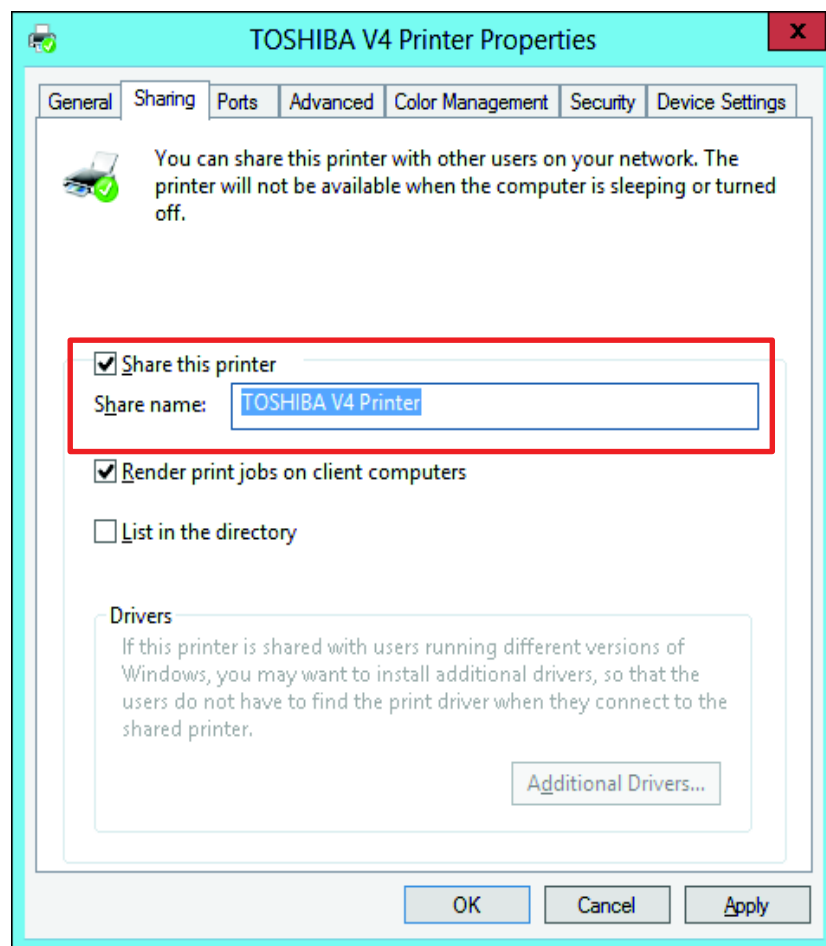 TOSHIBA V4 Printer Properties
x
General Sharing Ports Advanced Color Management Security Device Settings
You can share this printer with other users on your network. The
printer will not be available when the computer is sleeping or turned
off.
Share this printer
Share name: TOSHIBA V4 Printer
Render print jobs on client computers
List in the directory
Drivers
If this printer is shared with users running different versions of
Windows, you may want to install additional drivers, so that the
users do not have to find the print driver when they connect to the
shared printer.
Additional Drivers...
OK Cancel Apply